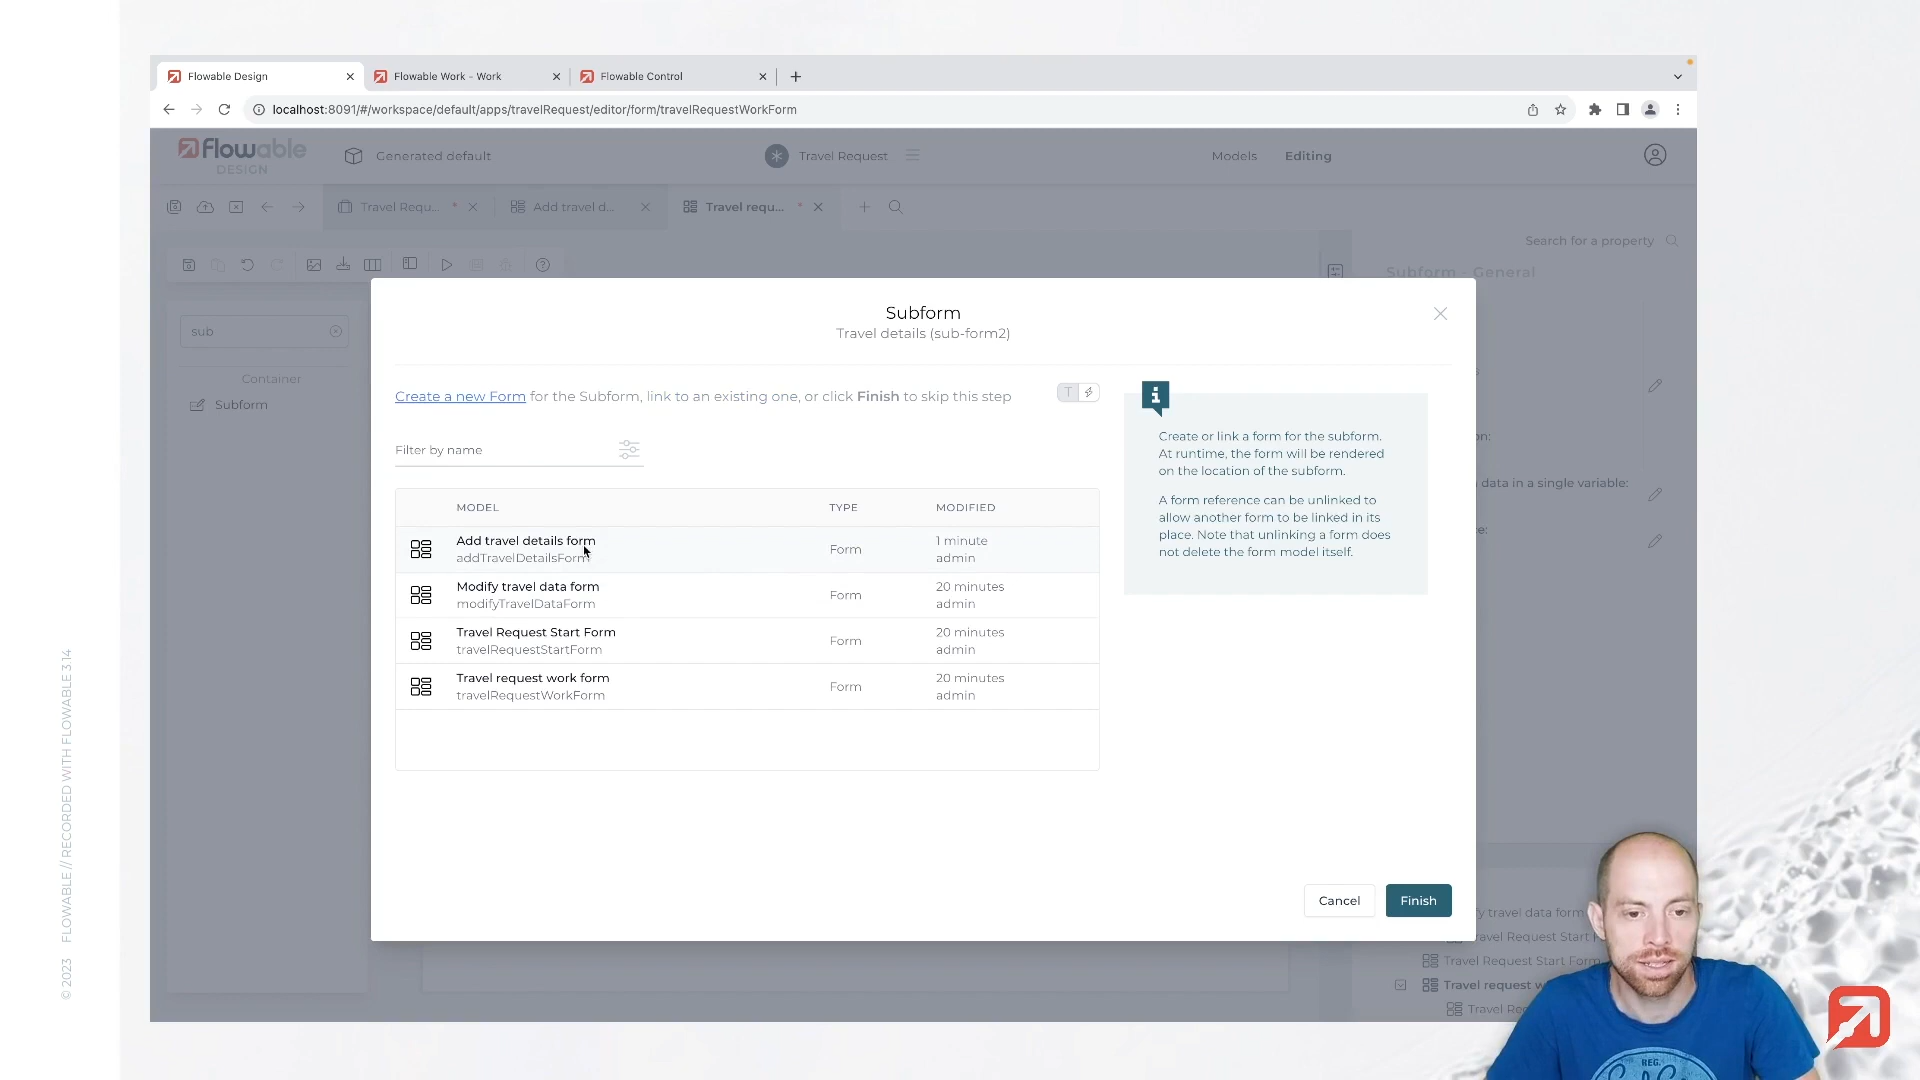 Flowable Design
Flowable Work - Work
Flowable Control
localhost:8091/#/workspace/default/apps/travelRequest/editor/form/travelRequestWorkForm
flowable
DESIGN
Generated default
Travel Request
Models
Editing
Travel Requ... *
Add travel d...
Travel requ... *
Search for a property
Subform - General
sub
Container
Subform
Subform
Travel details (sub-form2)
Create a new Form for the Subform, link to an existing one, or click Finish to skip this step
T
Filter by name
MODEL TYPE MODIFIED
Add travel details form
addTravelDetailsForm
Form
1 minute
admin
Modify travel data form
modifyTravelDataForm
Form
20 minutes
admin
Travel Request Start Form
travelRequestStartForm
Form
20 minutes
admin
Travel request work form
travelRequestWorkForm
Form
20 minutes
admin
i
Create or link a form for the subform.
At runtime, the form will be rendered
on the location of the subform.
A form reference can be unlinked to
allow another form to be linked in its
place. Note that unlinking a form does
not delete the form model itself.
data in a single variable:
Cancel
Finish
travel data form
Travel Request Start
Travel Request Start Form
Travel request
© 2023 FLOWABLE // RECORDED WITH FLOWABLE 3.14
REG.